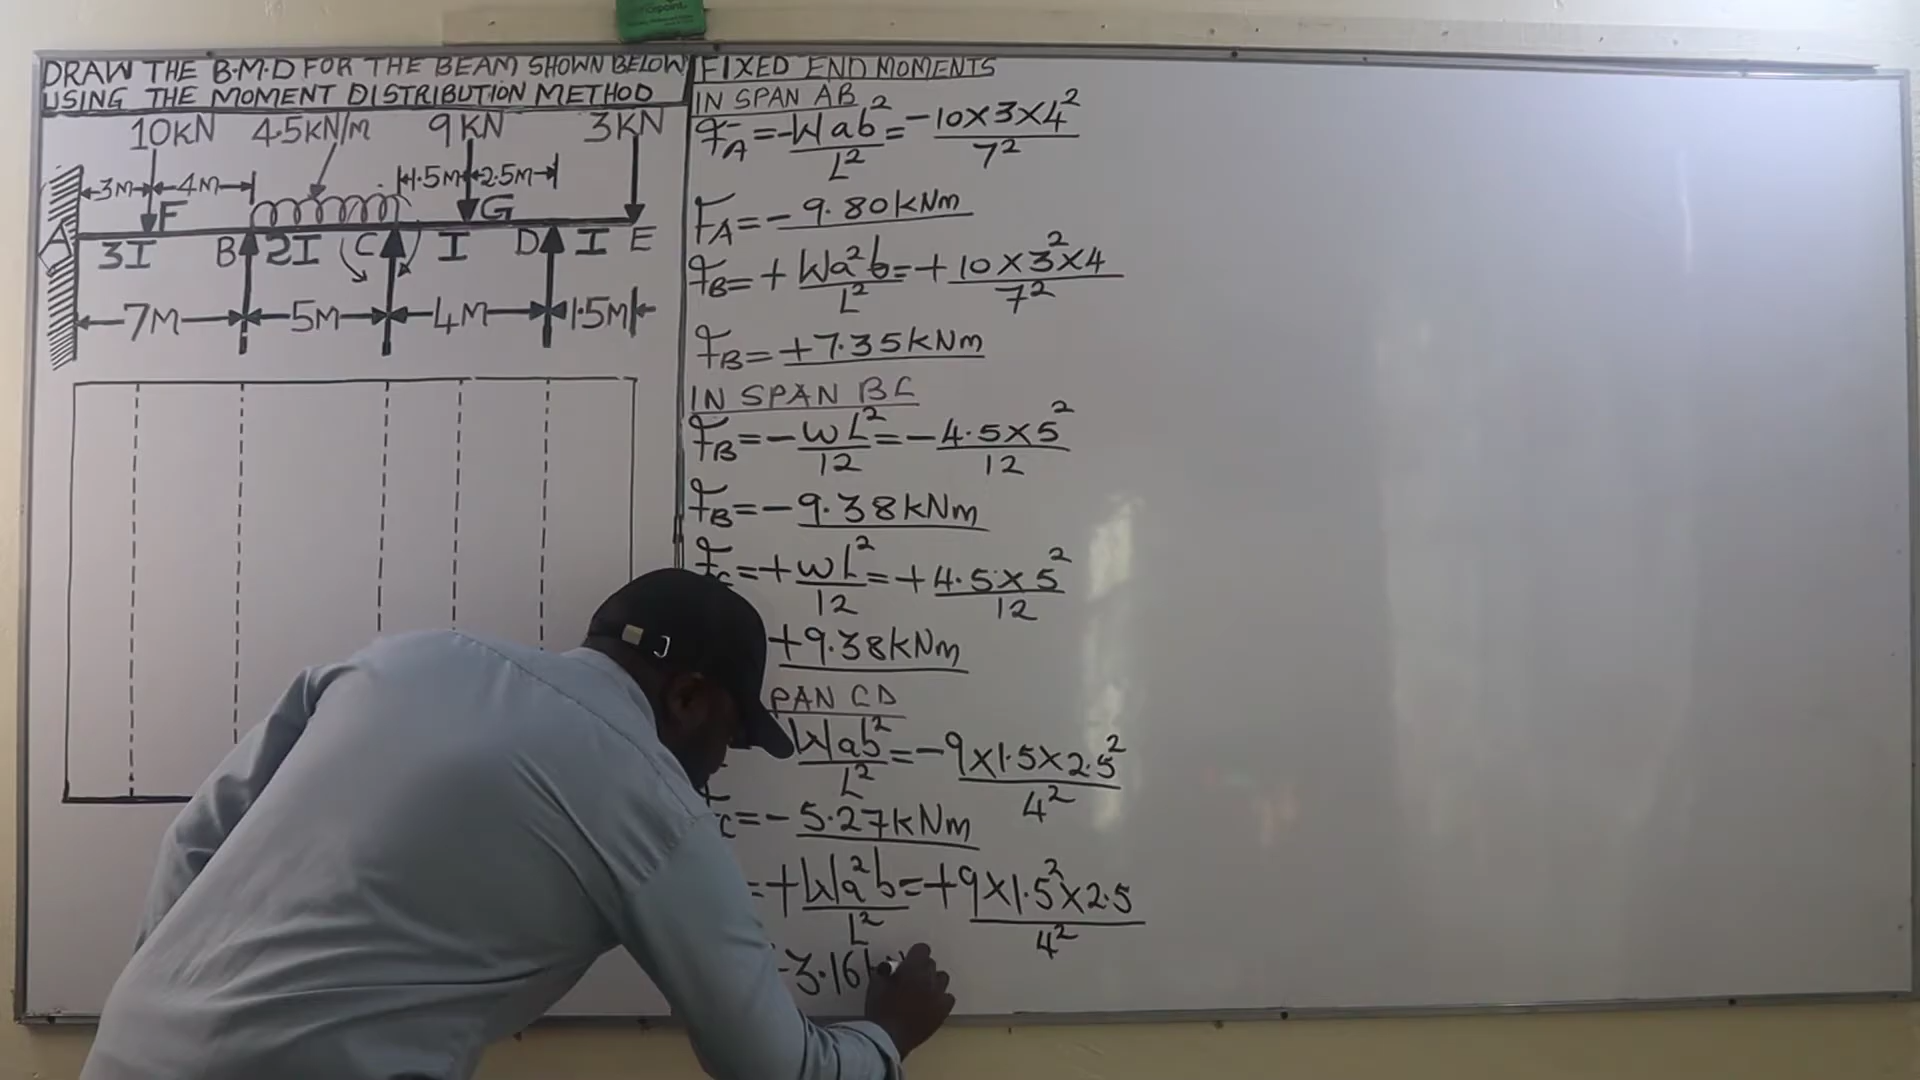 DRAW THE B.M.D FOR THE BEAM SHOWN BELOW
USING THE MOMENT DISTRIBUTION METHOD
10KN 4.5KN/m 9KN 3KN
3M 4M 1.5M 2.5M
F G
A B C D E
3I 2I I I
7M 5M 4M 1.5M
FIXED END MOMENTS
IN SPAN AB
FA = -Wab²/L² = -10×3×4²/7²
FA = -9.80kNm
FB = +Wa²b/L² = +10×3²×4/7²
FB = +7.35kNm
IN SPAN BC
FB = -wL²/12 = -4.5×5²/12
FB = -9.38kNm
FC = +wL²/12 = +4.5×5²/12
+9.38kNm
PAN CD
Wab²/L² = -9×1.5×2.5²/4²
FC = -5.27kNm
= +Wa²b/L² = +9×1.5²×2.5/4²
3.16k